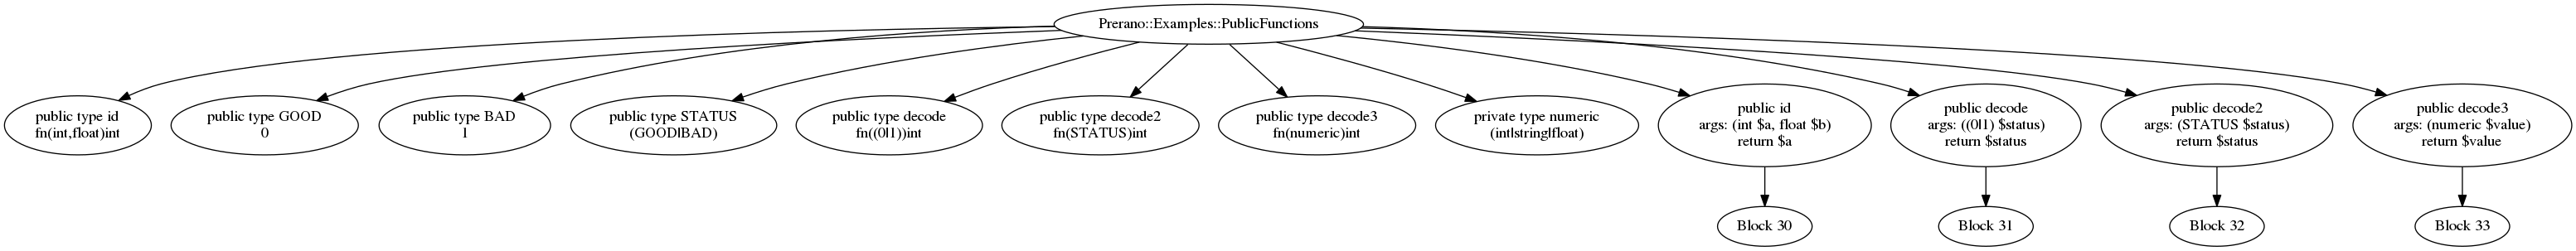 Prerano::Examples::PublicFunctions
public type id
fn(int,float)int
public type GOOD
0
public type BAD
1
public type STATUS
(GOOD|BAD)
public type decode
fn((0|1))int
public type decode2
fn(STATUS)int
public type decode3
fn(numeric)int
private type numeric
(int|string|float)
public id
args: (int $a, float $b)
return $a
public decode
args: ((0|1) $status)
return $status
public decode2
args: (STATUS $status)
return $status
public decode3
args: (numeric $value)
return $value
Block 30
Block 31
Block 32
Block 33